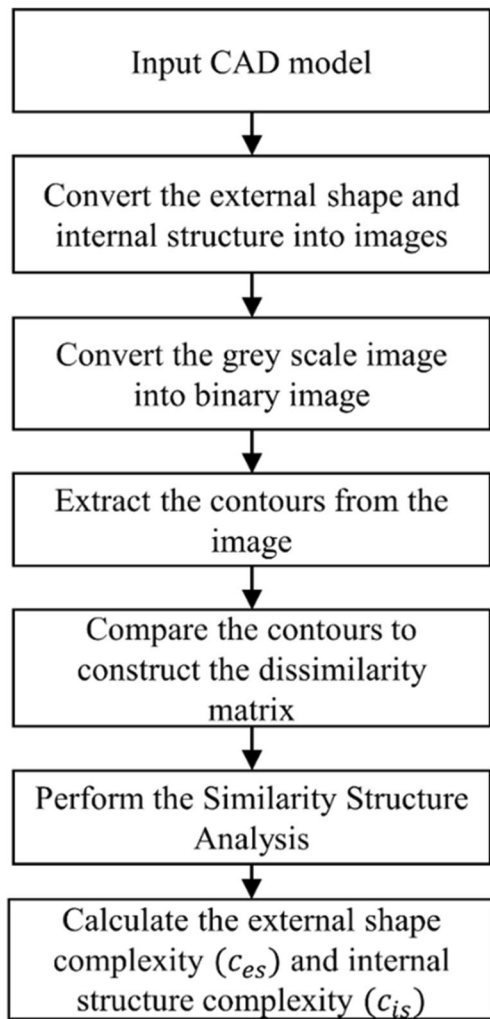 Input CAD model
Convert the external shape and
internal structure into images
Convert the grey scale image
into binary image
Extract the contours from the
image
Compare the contours to
construct the dissimilarity
matrix
Perform the Similarity Structure
Analysis
Calculate the external shape
complexity (c_es) and internal
structure complexity (c_is)